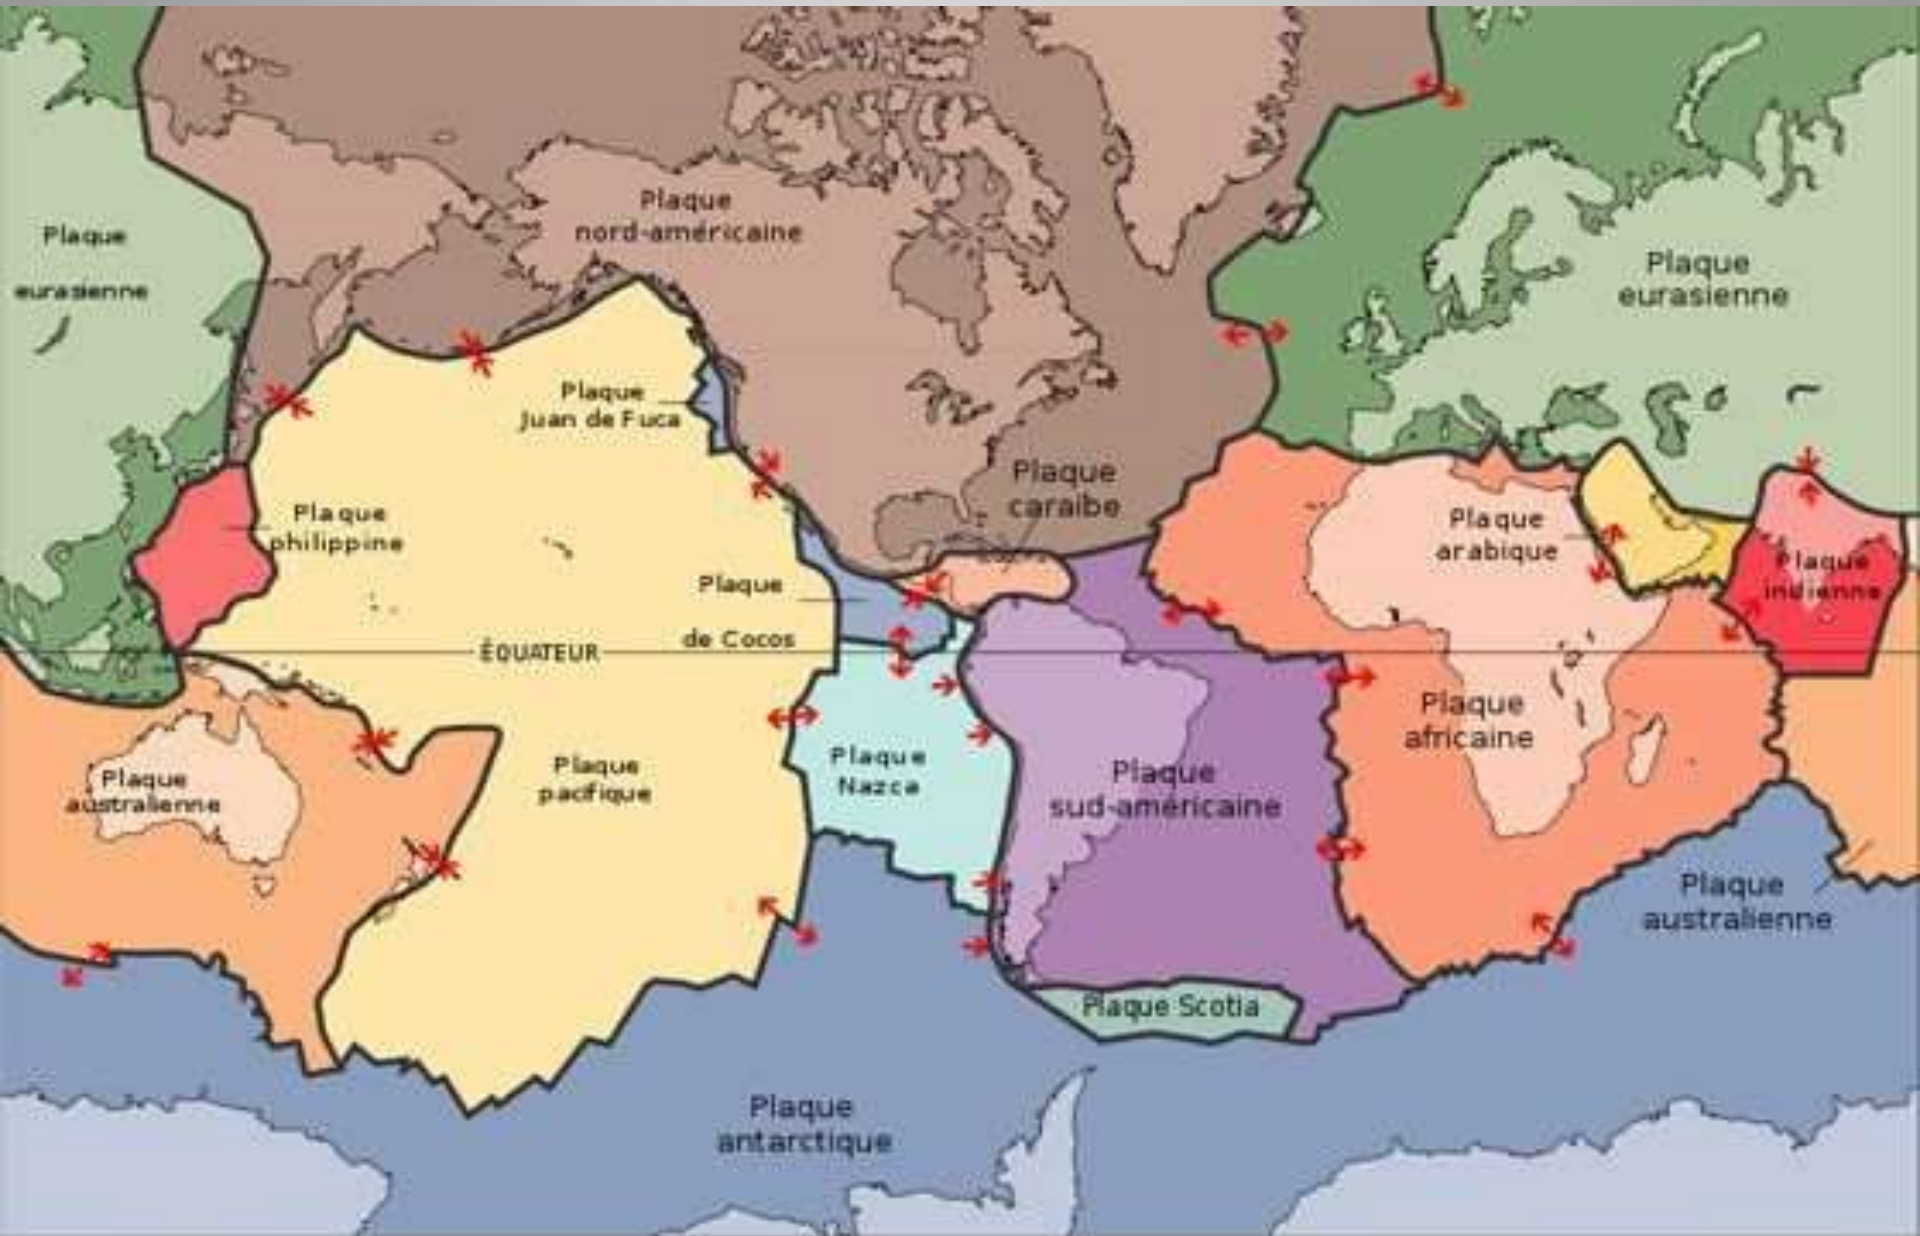 Plaque
nord-américaine
Plaque
eurasienne
Plaque
eurasienne
Plaque
Juan de Fuca
Plaque
caraïbe
Plaque
philippine
Plaque
arabique
Plaque
indienne
Plaque
de Cocos
ÉQUATEUR
Plaque
africaine
Plaque
australienne
Plaque
pacifique
Plaque
Nazca
Plaque
sud-américaine
Plaque
australienne
Plaque Scotia
Plaque
antarctique